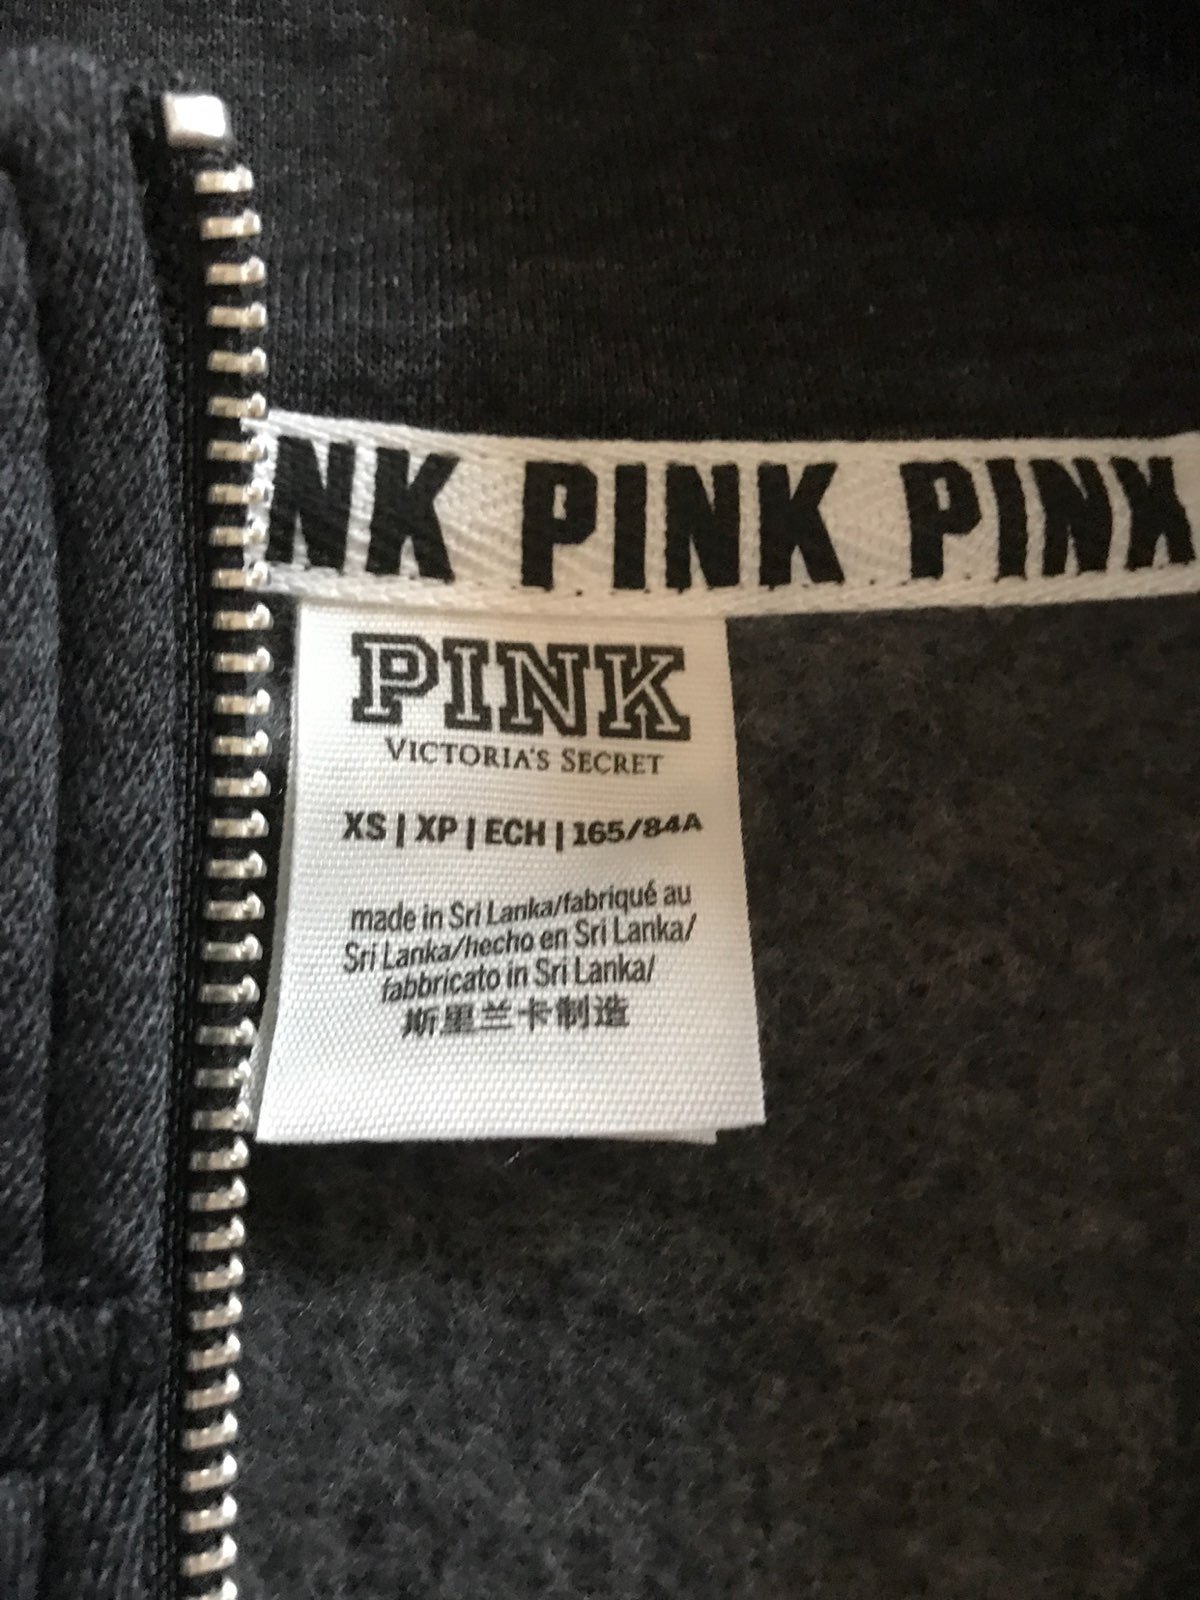 NK PINK PINK
PINK
VICTORIA'S SECRET
XS | XP | ECH | 165/84A
made in Sri Lanka/fabriqué au
Sri Lanka/hecho en Sri Lanka/
fabbricato in Sri Lanka/
斯里兰卡制造